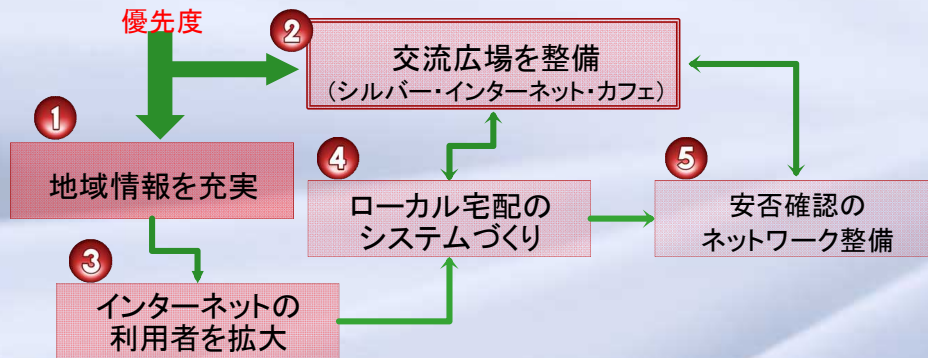 優先度
②
交流広場を整備
(シルバー・インターネット・カフェ)
①
地域情報を充実
④
ローカル宅配の
システムづくり
⑤
安否確認の
ネットワーク整備
③
インターネットの
利用者を拡大